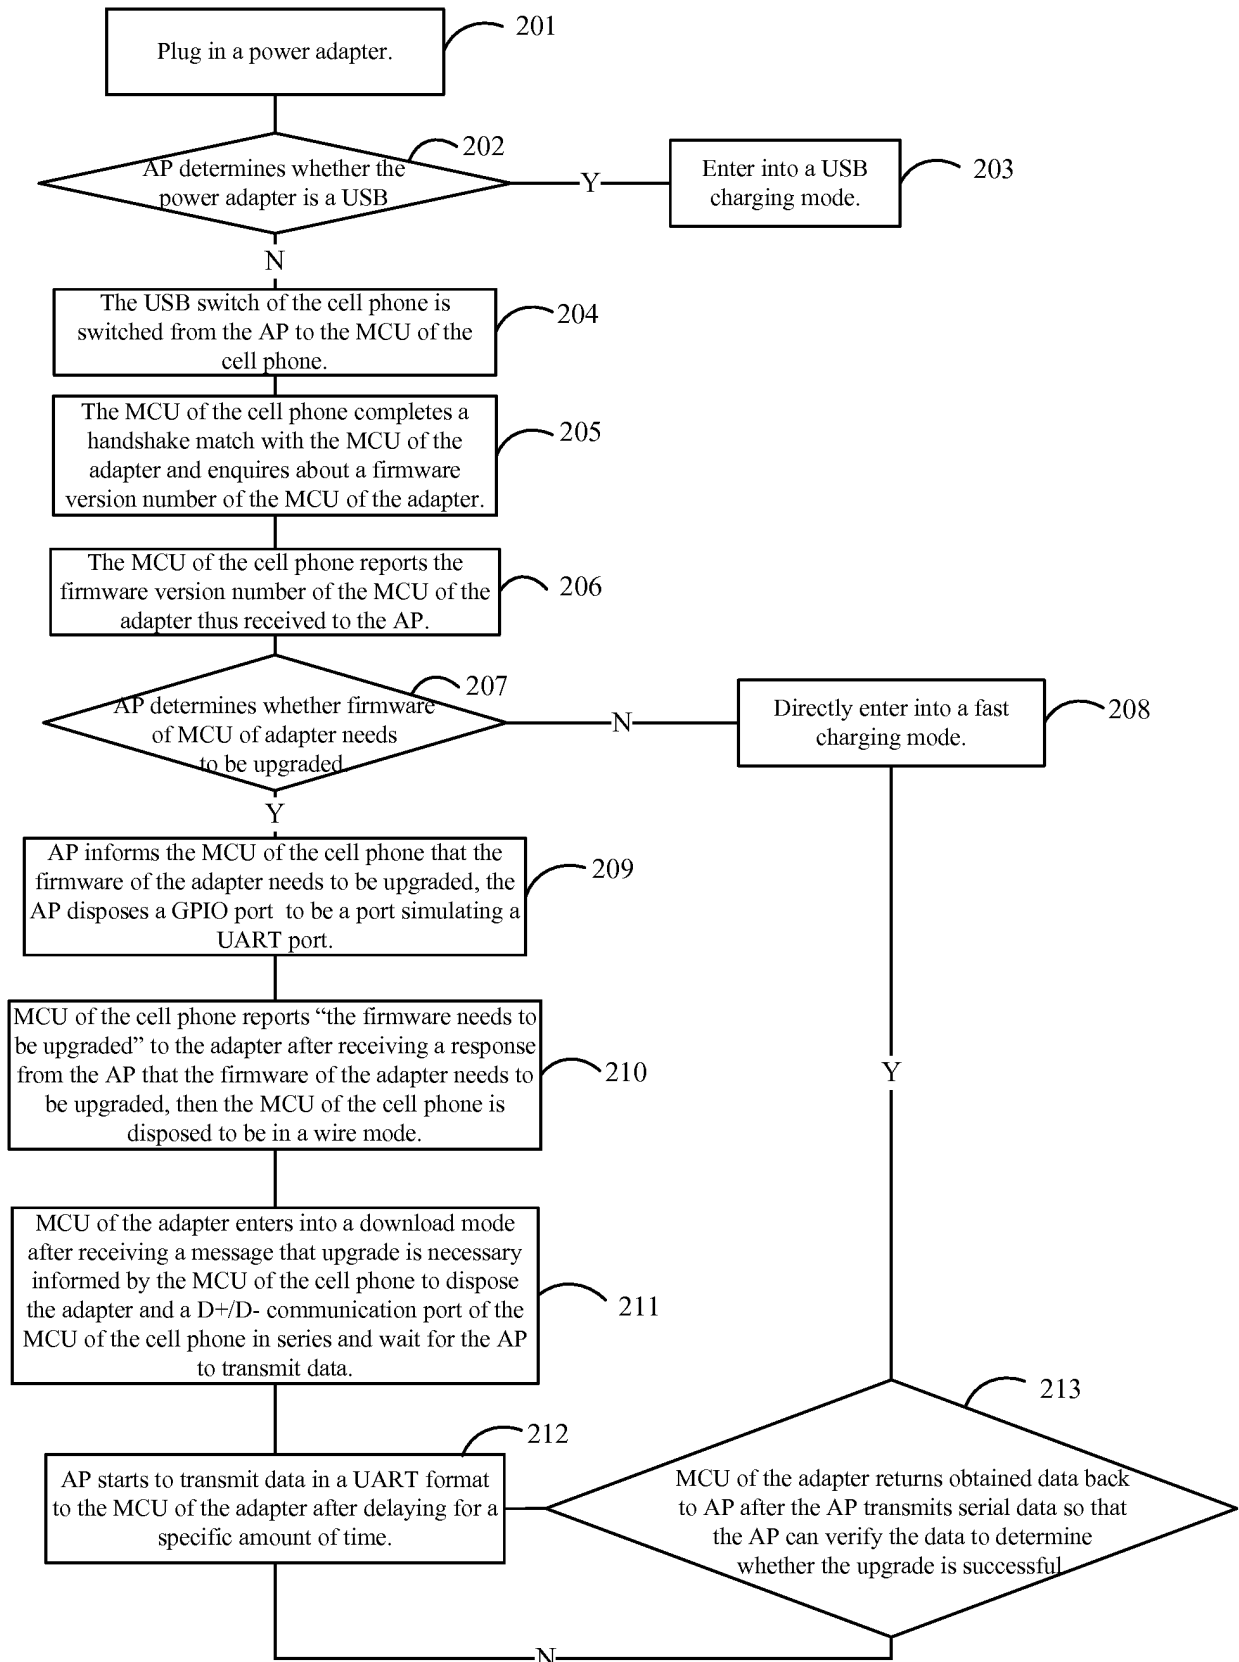 Plug in a power adapter.
201
AP determines whether the
power adapter is a USB
202
Y
Enter into a USB
charging mode.
203
N
The USB switch of the cell phone is
switched from the AP to the MCU of the
cell phone.
204
The MCU of the cell phone completes a
handshake match with the MCU of the
adapter and enquires about a firmware
version number of the MCU of the adapter.
205
The MCU of the cell phone reports the
firmware version number of the MCU of the
adapter thus received to the AP.
206
AP determines whether firmware
of MCU of adapter needs
to be upgraded.
207
N
Directly enter into a fast
charging mode.
208
Y
AP informs the MCU of the cell phone that the
firmware of the adapter needs to be upgraded, the
AP disposes a GPIO port to be a port simulating a
UART port.
209
MCU of the cell phone reports “the firmware needs to
be upgraded” to the adapter after receiving a response
from the AP that the firmware of the adapter needs to
be upgraded, then the MCU of the cell phone is
disposed to be in a wire mode.
210
Y
MCU of the adapter enters into a download mode
after receiving a message that upgrade is necessary
informed by the MCU of the cell phone to dispose
the adapter and a D+/D- communication port of the
MCU of the cell phone in series and wait for the AP
to transmit data.
211
AP starts to transmit data in a UART format
to the MCU of the adapter after delaying for a
specific amount of time.
212
MCU of the adapter returns obtained data back
to AP after the AP transmits serial data so that
the AP can verify the data to determine
whether the upgrade is successful
213
N